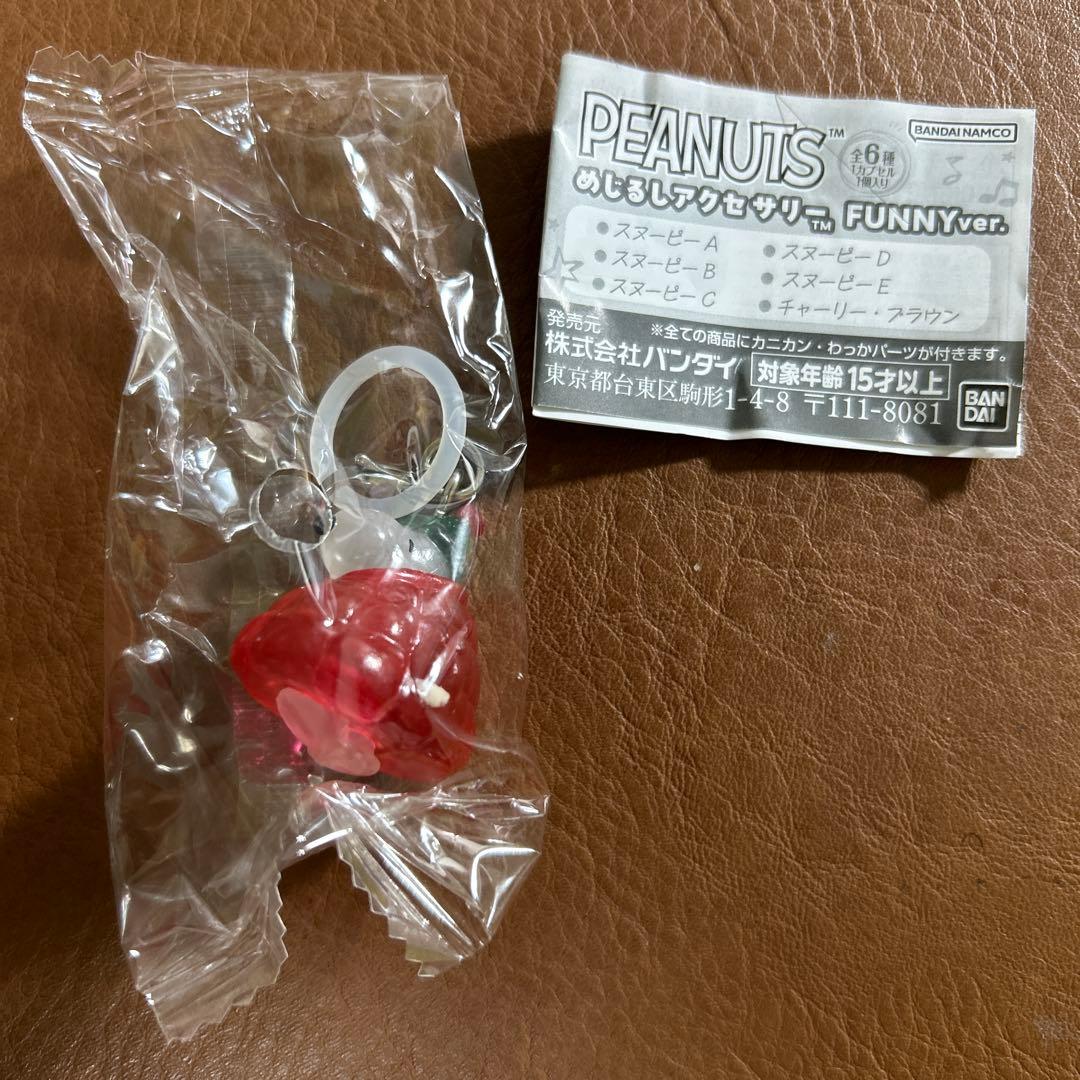 PEANUTS™
BANDAI NAMCO
全6種
1カプセル
1個入り
めじるしアクセサリー™ FUNNYver.
●スヌーピーA
●スヌーピーB
●スヌーピーC
●スヌーピーD
●スヌーピーE
●チャーリー・ブラウン
※全ての商品にカニカン・わっかパーツが付きます。
発売元
株式会社バンダイ
対象年齢15才以上
東京都台東区駒形1-4-8 〒111-8081
BAN
DAI